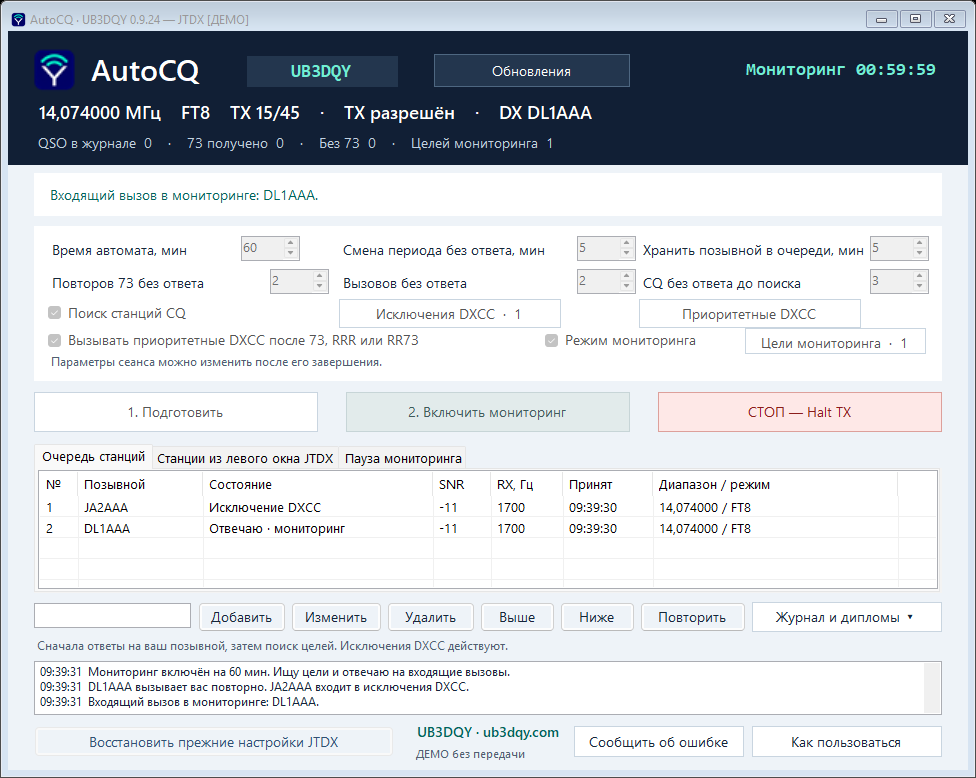 AutoCQ · UB3DQY 0.9.24 — JTDX [ДЕМО]
AutoCQ UB3DQY Обновления Мониторинг 00:59:59
14,074000 МГц FT8 TX 15/45 · TX разрешён · DX DL1AAA
QSO в журнале 0 · 73 получено 0 · Без 73 0 · Целей мониторинга 1
Входящий вызов в мониторинге: DL1AAA.
Время автомата, мин 60 Смена периода без ответа, мин 5 Хранить позывной в очереди, мин 5
Повторов 73 без ответа 2 Вызовов без ответа 2 CQ без ответа до поиска 3
Поиск станций CQ Исключения DXCC · 1 Приоритетные DXCC
Вызывать приоритетные DXCC после 73, RRR или RR73 Режим мониторинга Цели мониторинга · 1
Параметры сеанса можно изменить после его завершения.
1. Подготовить 2. Включить мониторинг СТОП — Halt TX
Очередь станций Станции из левого окна JTDX Пауза мониторинга
№ Позывной Состояние SNR RX, Гц Принят Диапазон / режим
1 JA2AAA Исключение DXCC -11 1700 09:39:30 14,074000 / FT8
2 DL1AAA Отвечаю · мониторинг -11 1700 09:39:30 14,074000 / FT8
Добавить Изменить Удалить Выше Ниже Повторить Журнал и дипломы ▾
Сначала ответы на ваш позывной, затем поиск целей. Исключения DXCC действуют.
09:39:31 Мониторинг включён на 60 мин. Ищу цели и отвечаю на входящие вызовы.
09:39:31 DL1AAA вызывает вас повторно. JA2AAA входит в исключения DXCC.
09:39:31 Входящий вызов в мониторинге: DL1AAA.
Восстановить прежние настройки JTDX UB3DQY · ub3dqy.com Сообщить об ошибке Как пользоваться
ДЕМО без передачи